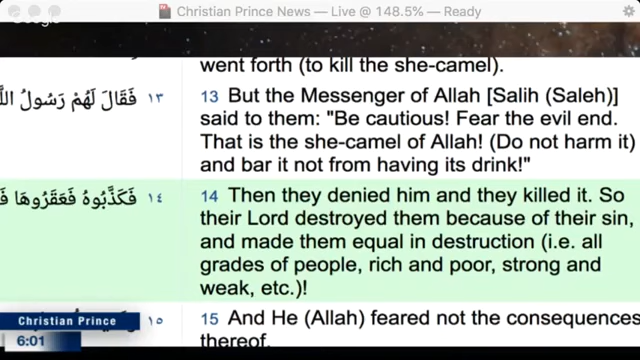 Christian Prince News — Live @ 148.5% — Ready
went forth (to kill the she-camel).
١٣ فَقَالَ لَهُمْ رَسُولُ
13 But the Messenger of Allah [Salih (Saleh)]
said to them: "Be cautious! Fear the evil end.
That is the she-camel of Allah! (Do not harm it)
and bar it not from having its drink!"
١٤ فَكَذَّبُوهُ فَعَقَرُوهَا
14 Then they denied him and they killed it. So
their Lord destroyed them because of their sin,
and made them equal in destruction (i.e. all
grades of people, rich and poor, strong and
weak, etc.)!
١٥
15 And He (Allah) feared not the consequences
thereof.
Christian Prince
6:01